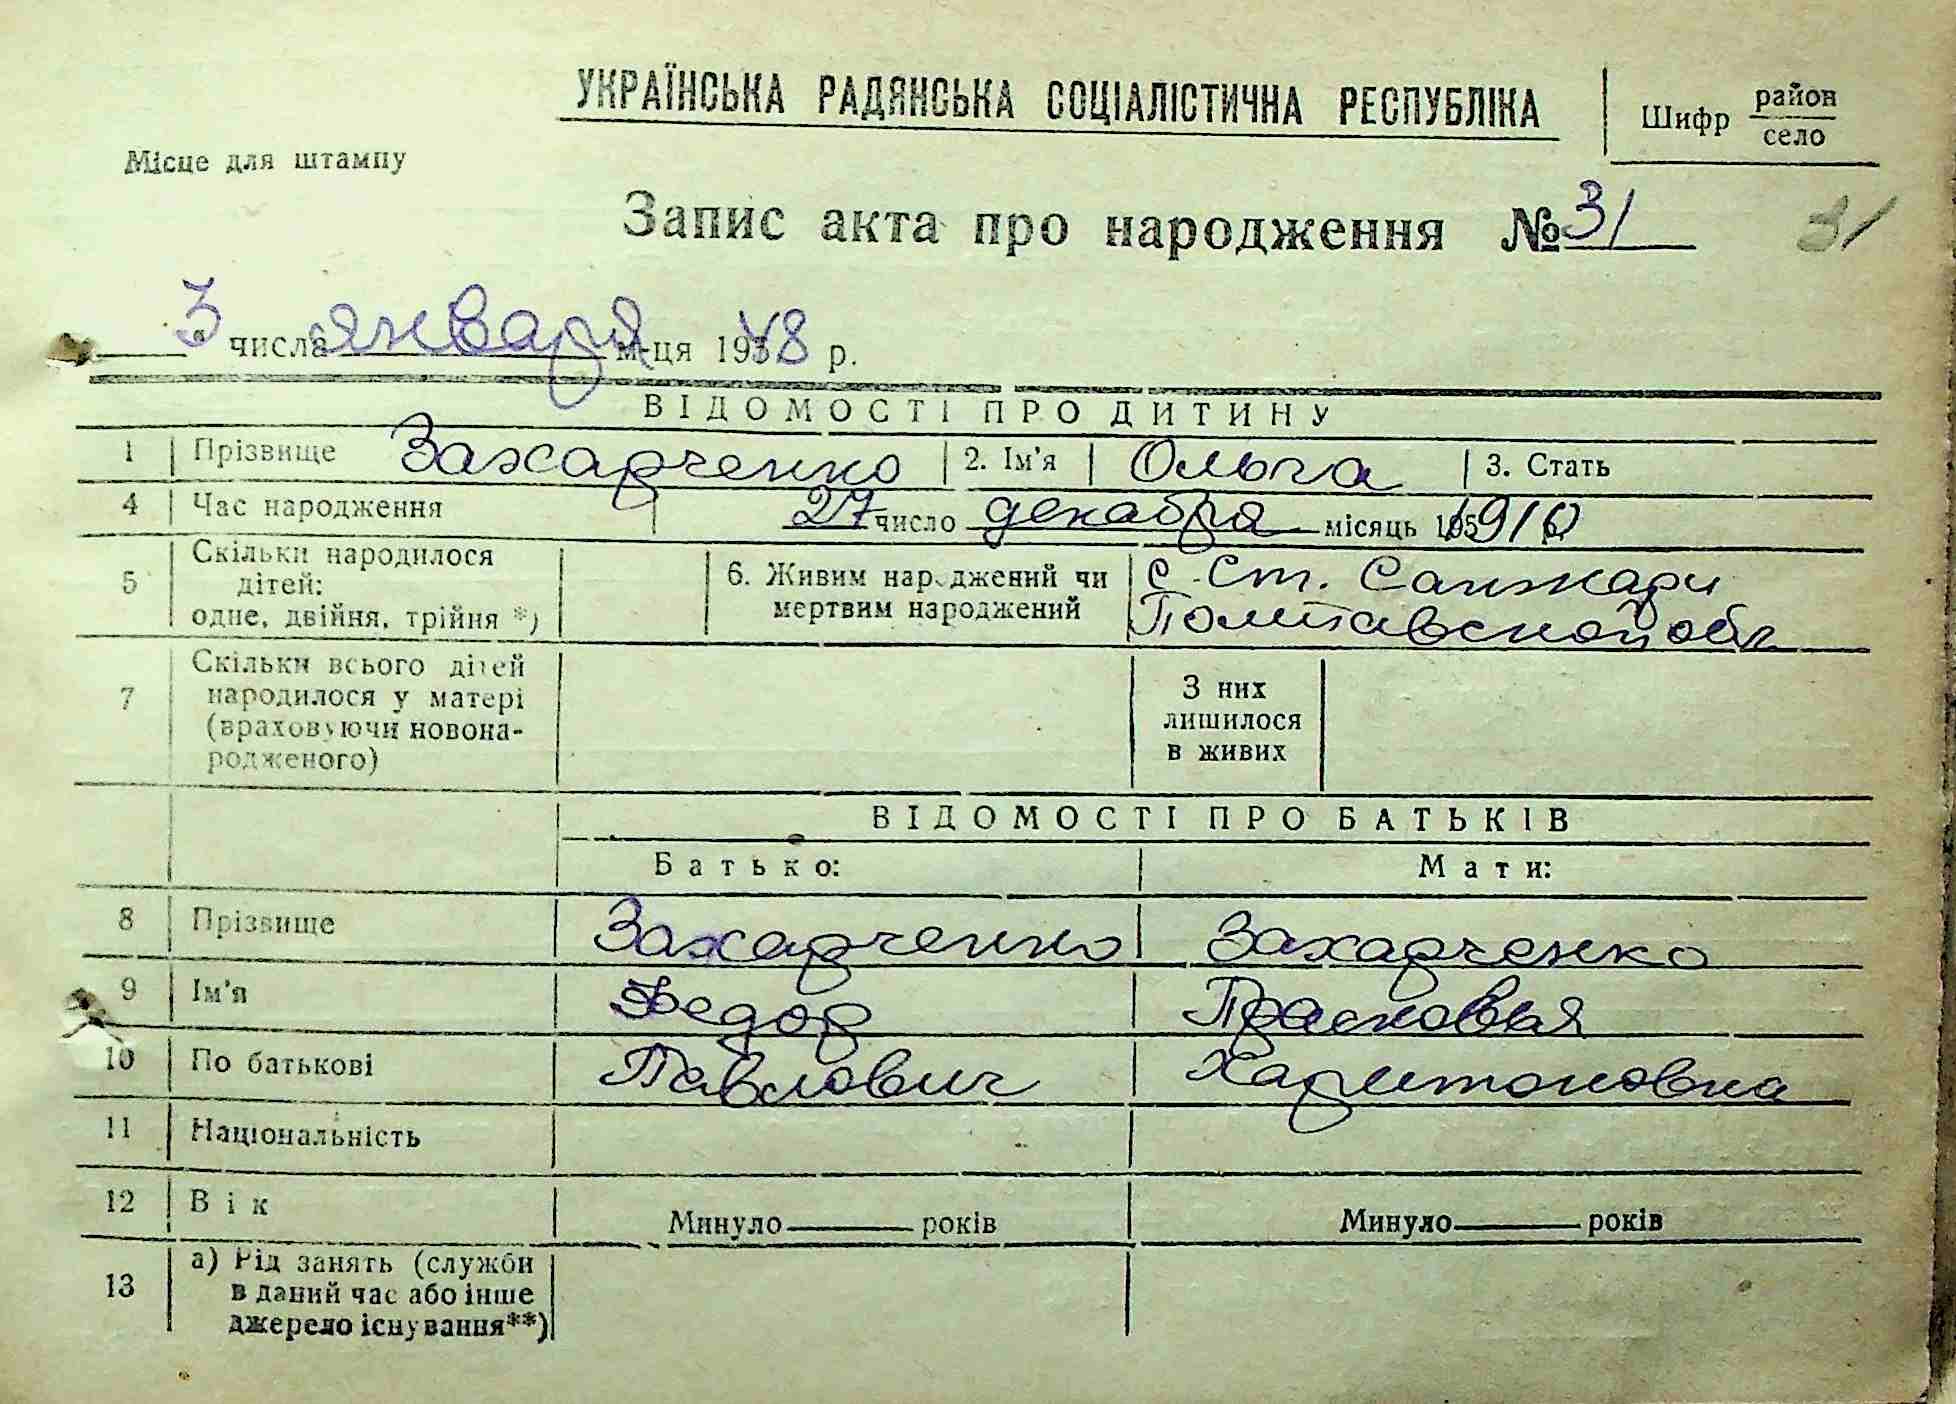 УКРАЇНСЬКА РАДЯНСЬКА СОЦІАЛІСТИЧНА РЕСПУБЛІКА
Шифр район село
Місце для штампу
Запис акта про народження № 31 31
3 числа января м-ця 1948 р.
ВІДОМОСТІ ПРО ДИТИНУ
1 Прізвище Захарченко 2. Ім'я Ольга 3. Стать
4 Час народження 27 число декабря місяць 1910
5 Скільки народилося дітей: одне, двійня, трійня *) 6. Живим народжений чи мертвим народжений с. Ст. Санжари Полтавской обл.
7 Скільки всього дітей народилося у матері (враховуючи новонародженого) З них лишилося в живих
ВІДОМОСТІ ПРО БАТЬКІВ
Батько: Мати:
8 Прізвище Захарченко Захарченко
9 Ім'я Федор Прасковья
10 По батькові Павлович Харитоновна
11 Національність
12 Вік Минуло років Минуло років
13 а) Рід занять (служби в даний час або інше джерело існування**)